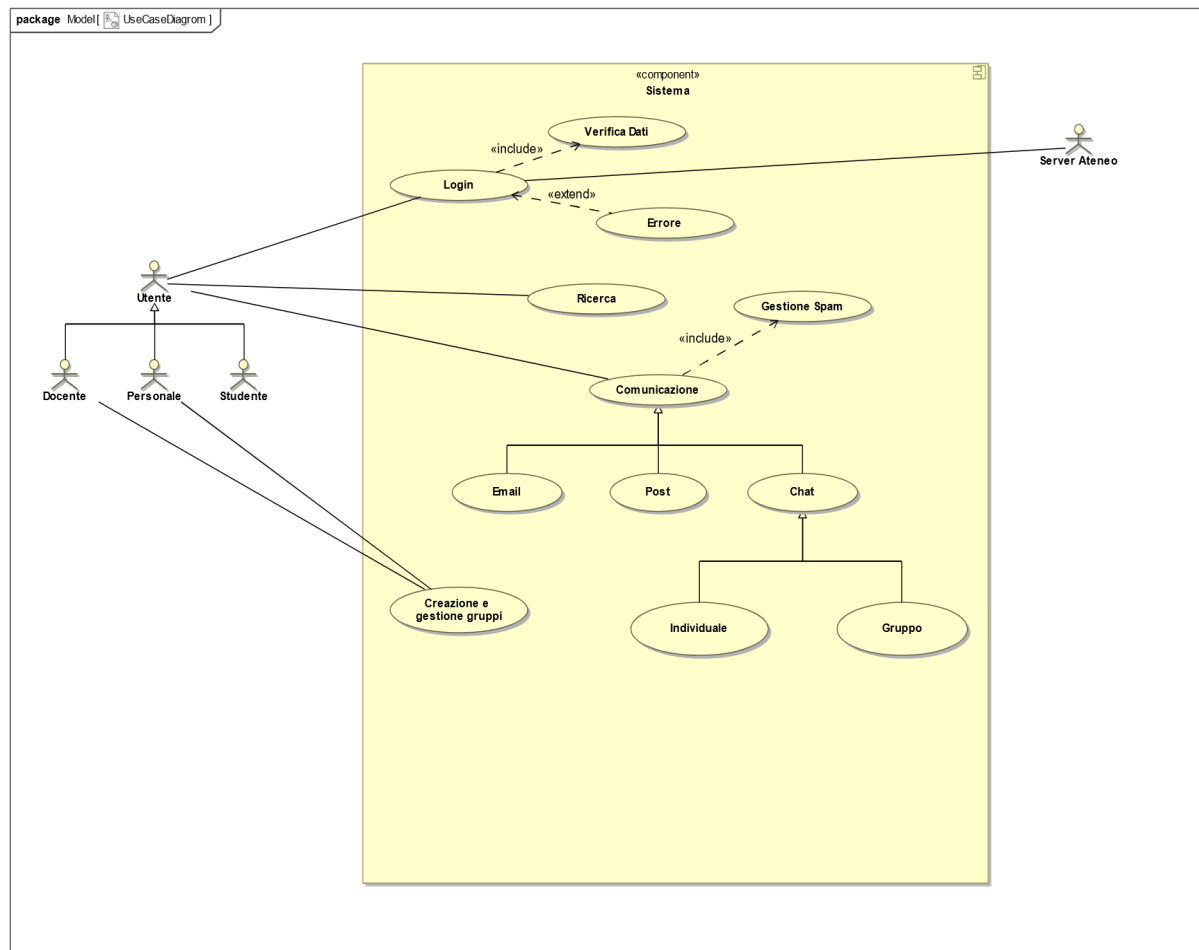 package Model [ UseCaseDiagrom ]
«component»
Sistema
Verifica Dati
«include»
Server Ateneo
Login
«extend»
Errore
Utente
Ricerca
Gestione Spam
«include»
Comunicazione
Docente
Personale
Studente
Email
Post
Chat
Creazione e
gestione gruppi
Individuale
Gruppo